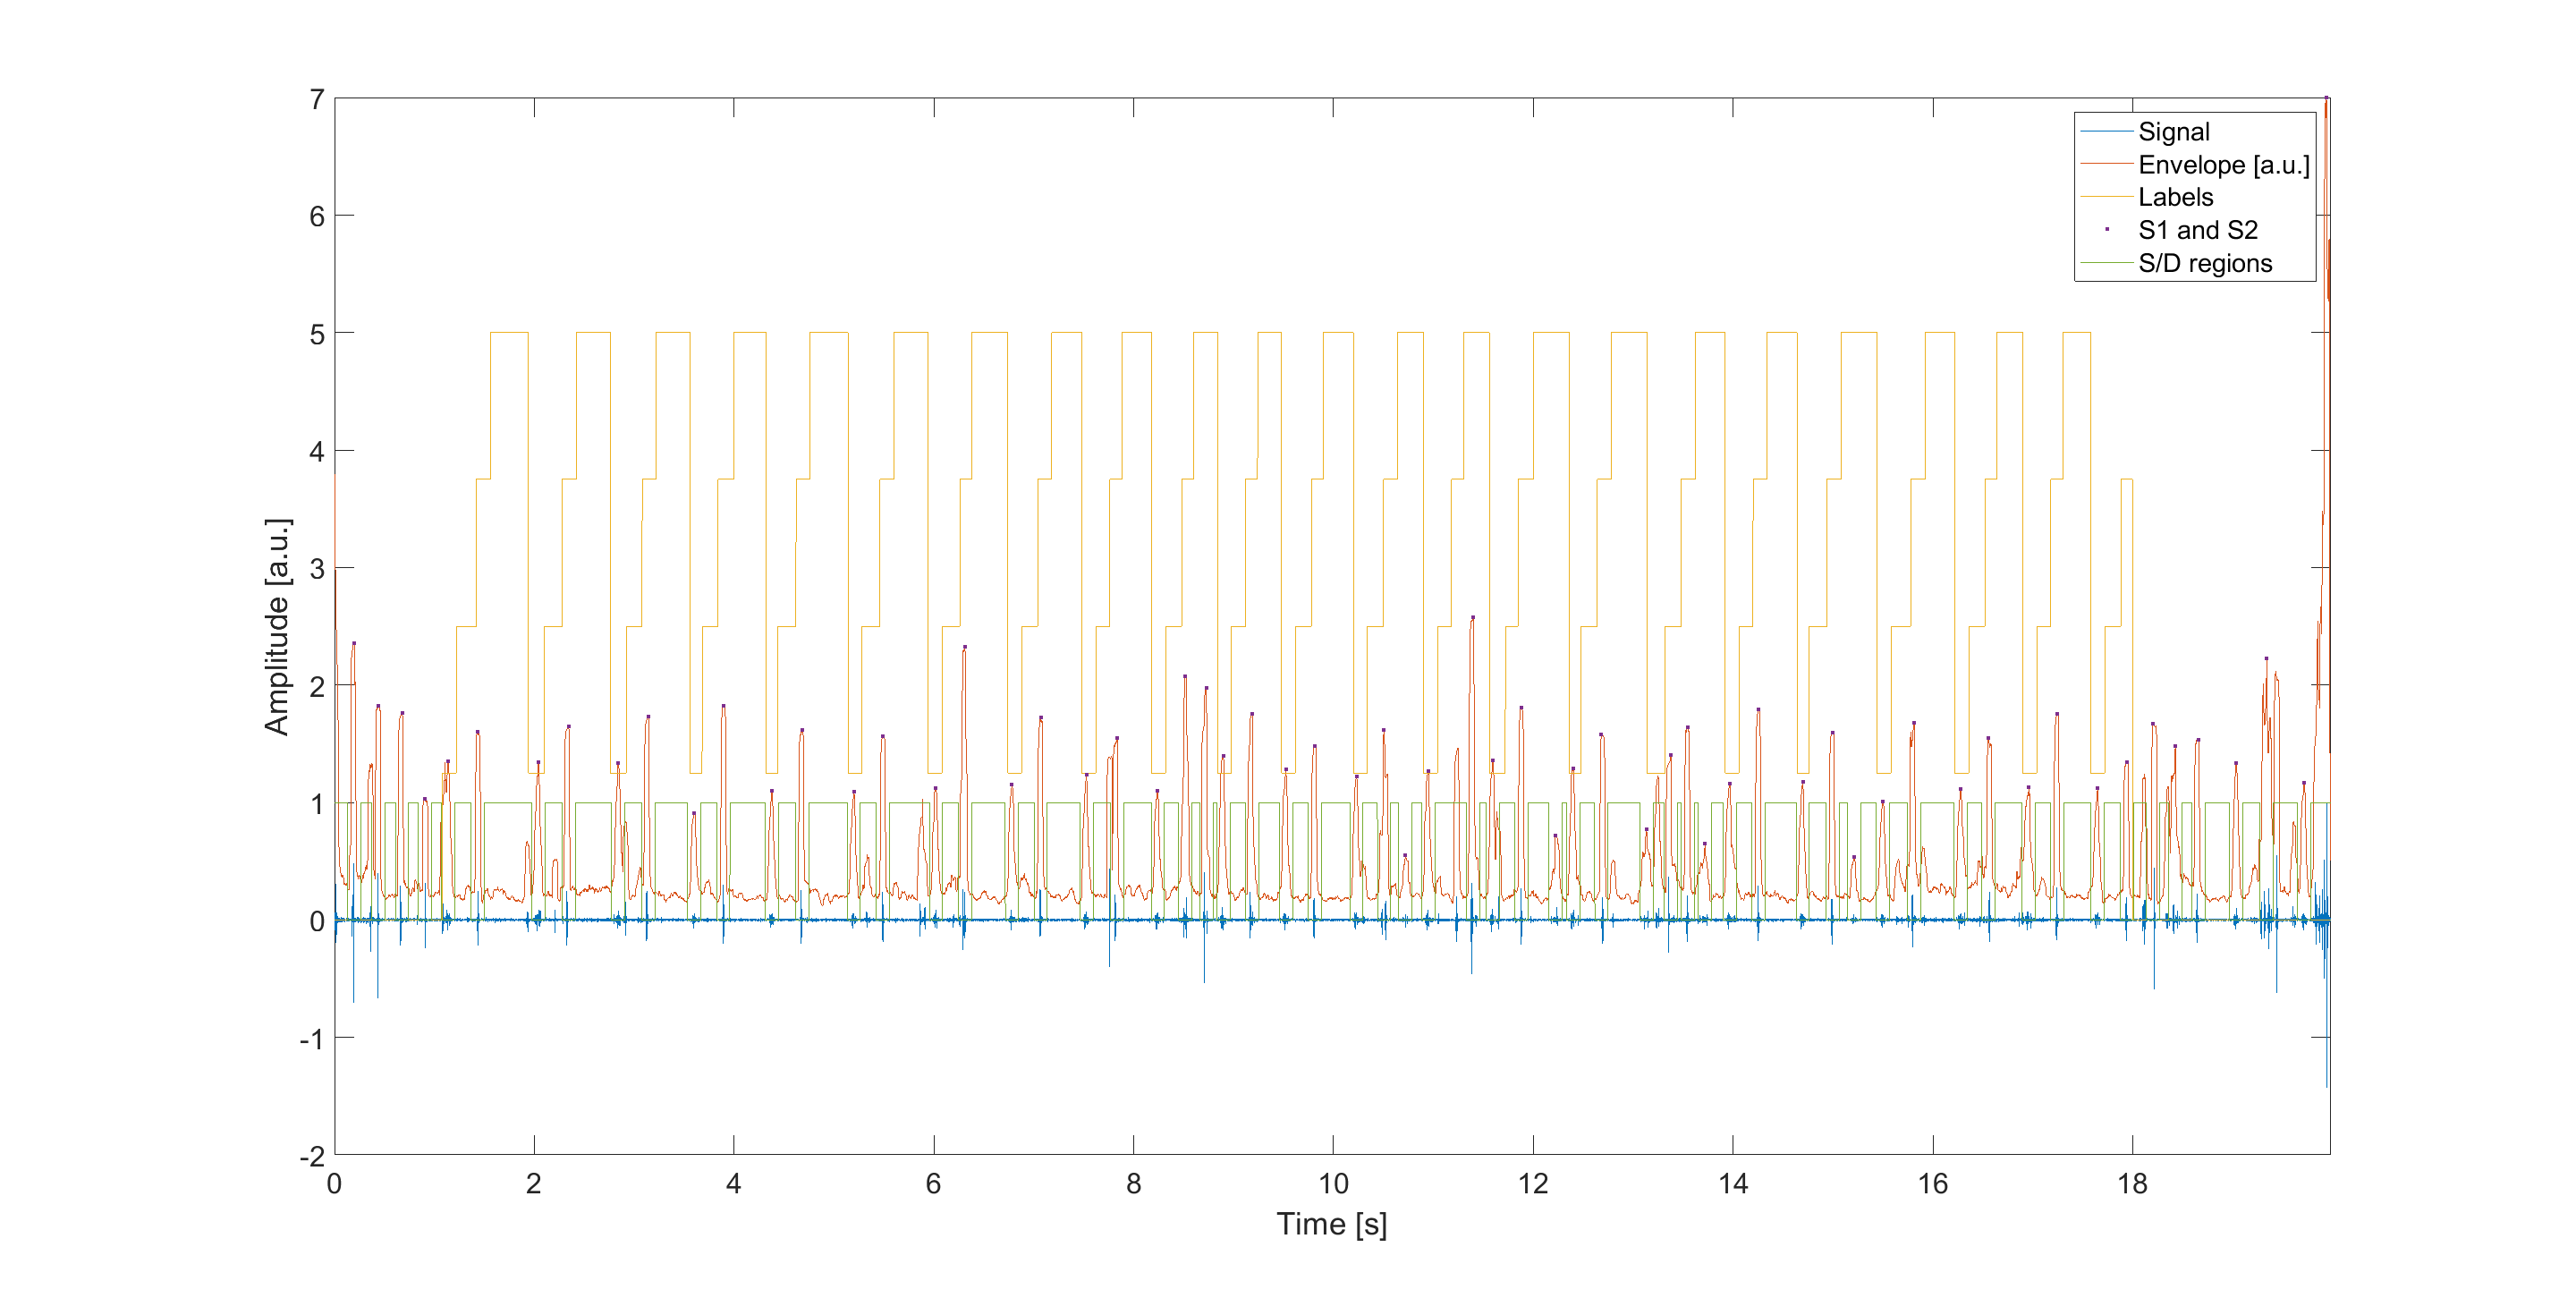 7
6
5
4
3
2
1
0
-1
-2
Amplitude [a.u.]
0 2 4 6 8 10 12 14 16 18
Time [s]
Signal
Envelope [a.u.]
Labels
S1 and S2
S/D regions